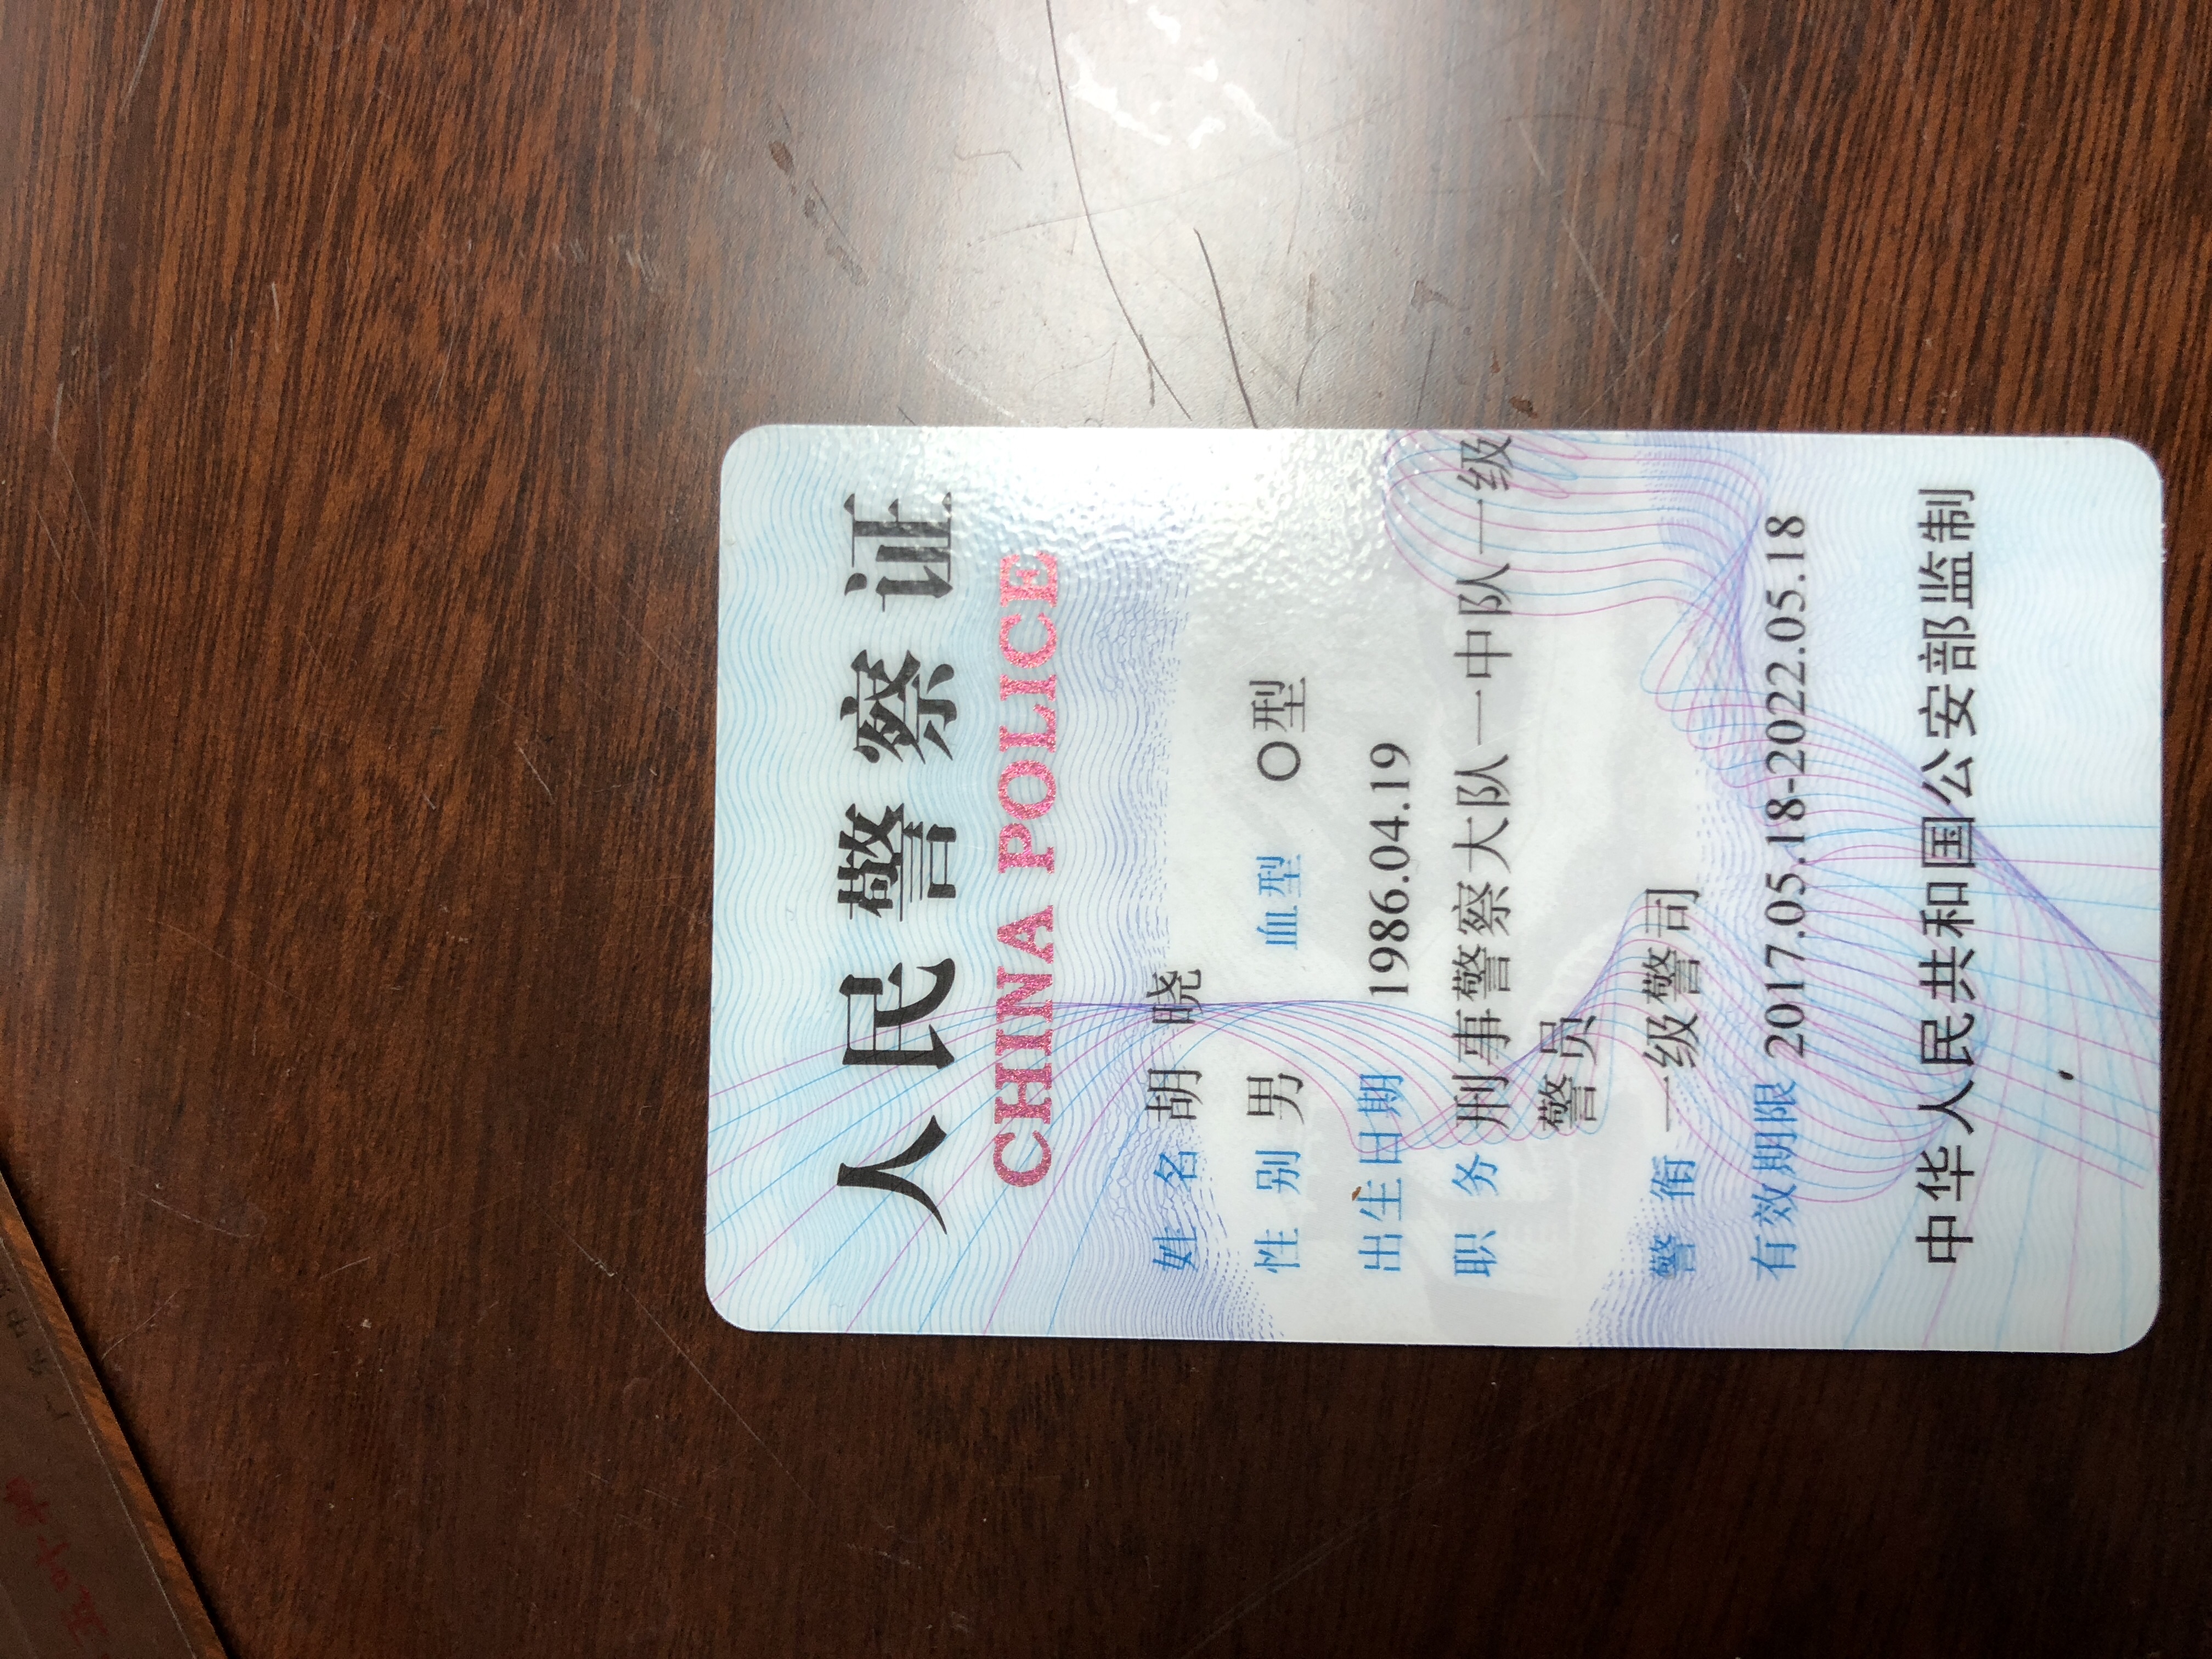 人民警察证
CHINA POLICE
姓 名 胡 晓
性 别 男 血型 O型
出生日期 1986.04.19
职 务 刑事警察大队一中队一级
警员
警 衔 一级警司
有效期限 2017.05.18-2022.05.18
中华人民共和国公安部监制